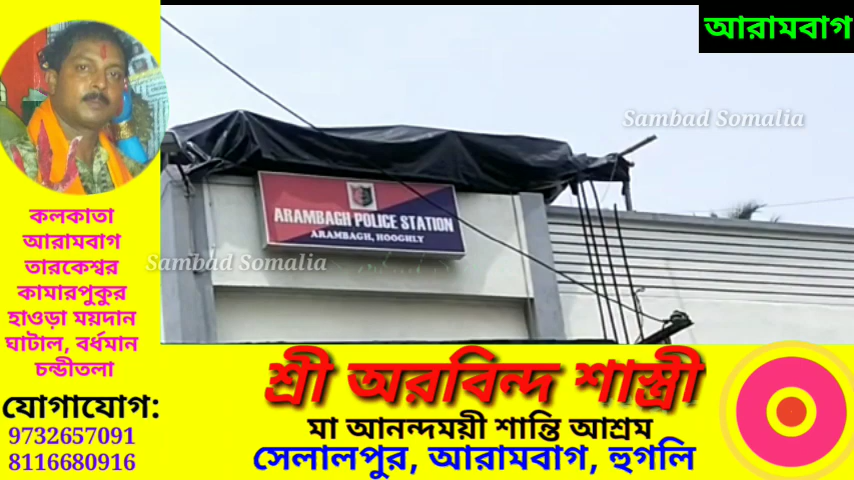 আরামবাগ
Sambad Somalia
ARAMBAGH POLICE STATION
ARAMBAGH, HOOGHLY
Sambad Somalia
কলকাতা
আরামবাগ
তারকেশ্বর
কামারপুকুর
হাওড়া ময়দান
ঘাটাল, বর্ধমান
চন্ডীতলা
যোগাযোগ:
9732657091
8116680916
শ্রী অরবিন্দ শাস্ত্রী
মা আনন্দময়ী শান্তি আশ্রম
সেলালপুর, আরামবাগ, হুগলি